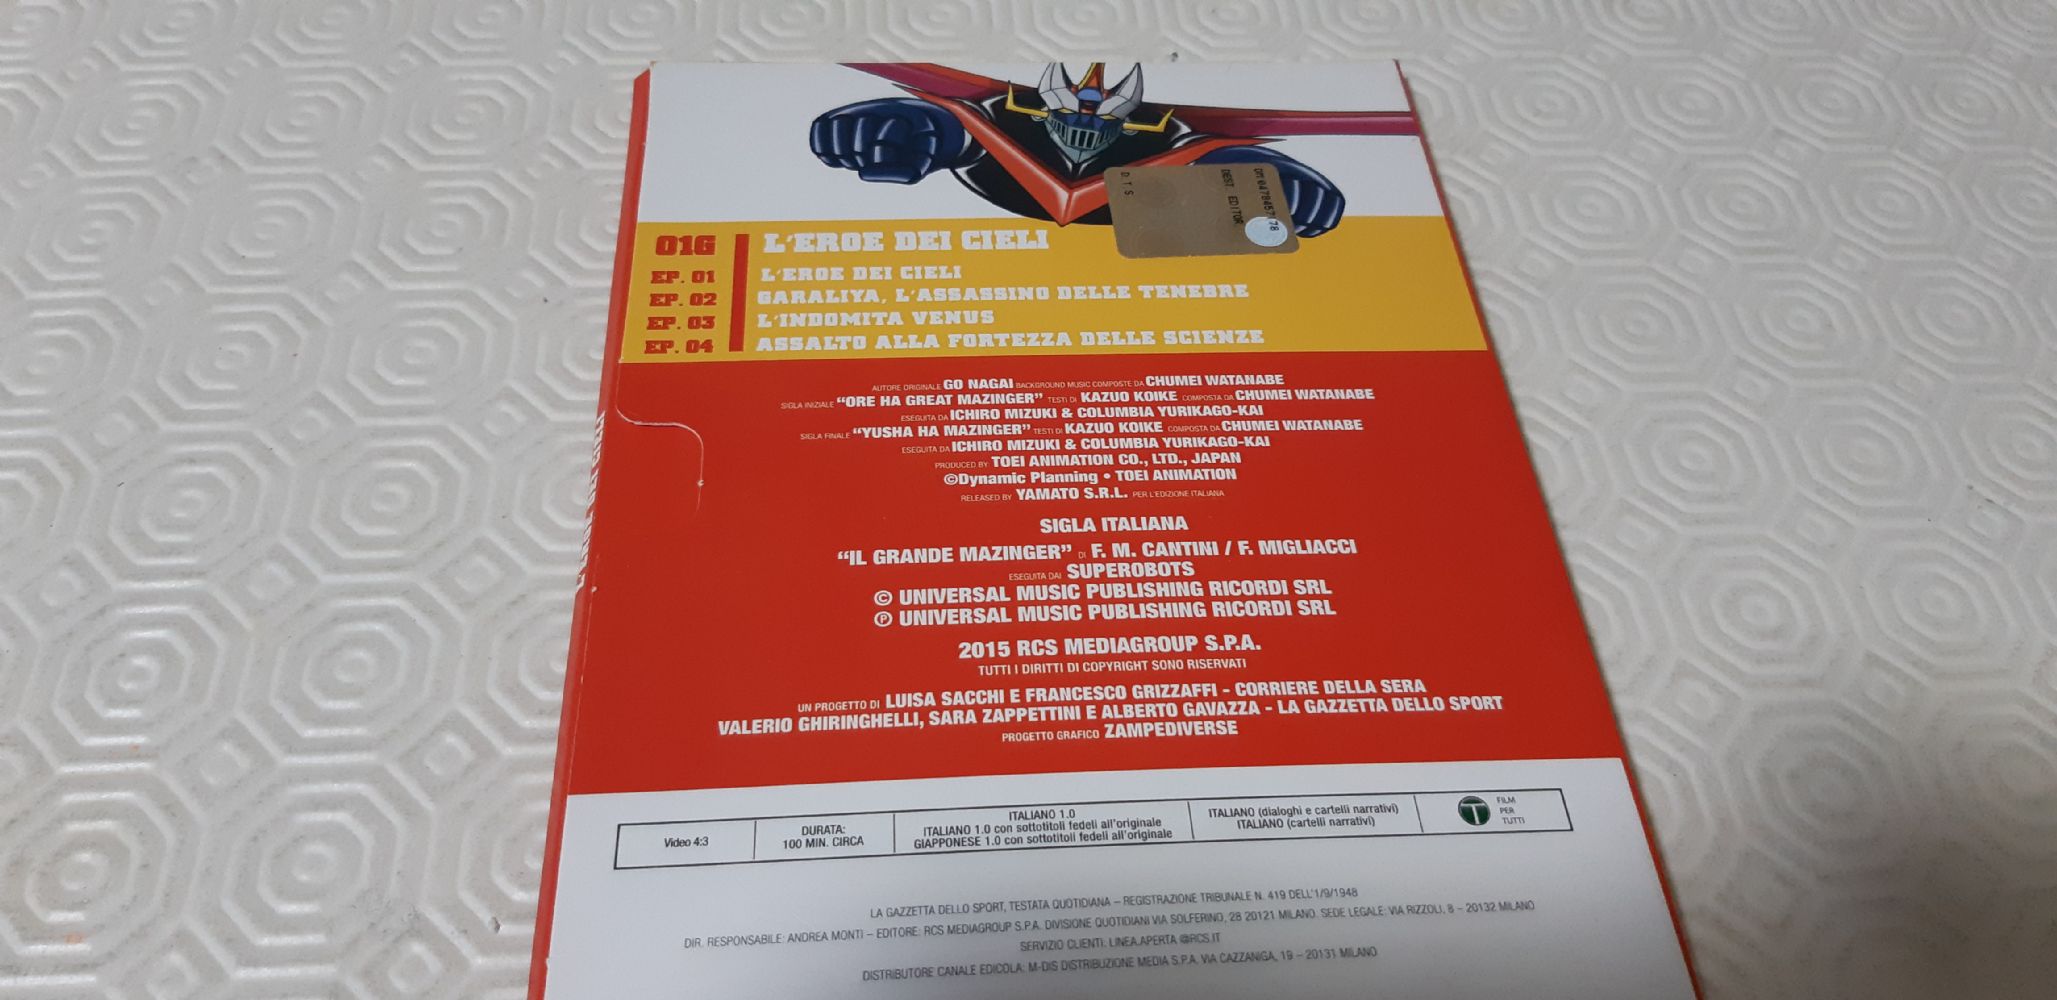 D.T.S
DEST. EDITOR
01G L'EROE DEI CIELI
EP. 01 L'EROE DEI CIELI
EP. 02 GARALIYA, L'ASSASSINO DELLE TENEBRE
EP. 03 L'INDOMITA VENUS
EP. 04 ASSALTO ALLA FORTEZZA DELLE SCIENZE
AUTORE ORIGINALE GO NAGAI BACKGROUND MUSIC COMPOSTE DA CHUMEI WATANABE
SIGLA INIZIALE “ORE HA GREAT MAZINGER” TESTI DI KAZUO KOIKE COMPOSTA DA CHUMEI WATANABE
ESEGUITA DA ICHIRO MIZUKI & COLUMBIA YURIKAGO-KAI
SIGLA FINALE “YUSHA HA MAZINGER” TESTI DI KAZUO KOIKE COMPOSTA DA CHUMEI WATANABE
ESEGUITA DA ICHIRO MIZUKI & COLUMBIA YURIKAGO-KAI
PRODUCED BY TOEI ANIMATION CO., LTD., JAPAN
©Dynamic Planning • TOEI ANIMATION
RELEASED BY YAMATO S.R.L. PER L'EDIZIONE ITALIANA
SIGLA ITALIANA
“IL GRANDE MAZINGER” DI F. M. CANTINI / F. MIGLIACCI
ESEGUITA DAI SUPEROBOTS
© UNIVERSAL MUSIC PUBLISHING RICORDI SRL
℗ UNIVERSAL MUSIC PUBLISHING RICORDI SRL
2015 RCS MEDIAGROUP S.P.A.
TUTTI I DIRITTI DI COPYRIGHT SONO RISERVATI
UN PROGETTO DI LUISA SACCHI E FRANCESCO GRIZZAFFI - CORRIERE DELLA SERA
VALERIO GHIRINGHELLI, SARA ZAPPETTINI E ALBERTO GAVAZZA - LA GAZZETTA DELLO SPORT
PROGETTO GRAFICO ZAMPEDIVERSE
Video 4:3
DURATA:
100 MIN. CIRCA
ITALIANO 1.0
ITALIANO 1.0 con sottotitoli fedeli all'originale
GIAPPONESE 1.0 con sottotitoli fedeli all'originale
ITALIANO (dialoghi e cartelli narrativi)
ITALIANO (cartelli narrativi)
T
FILM
PER
TUTTI
LA GAZZETTA DELLO SPORT, TESTATA QUOTIDIANA – REGISTRAZIONE TRIBUNALE N. 419 DELL'1/9/1948
DIR. RESPONSABILE: ANDREA MONTI – EDITORE: RCS MEDIAGROUP S.P.A. DIVISIONE QUOTIDIANI VIA SOLFERINO, 28 20121 MILANO. SEDE LEGALE: VIA RIZZOLI, 8 – 20132 MILANO
SERVIZIO CLIENTI: LINEA.APERTA @RCS.IT
DISTRIBUTORE CANALE EDICOLA: M-DIS DISTRIBUZIONE MEDIA S.P.A. VIA CAZZANIGA, 19 – 20131 MILANO